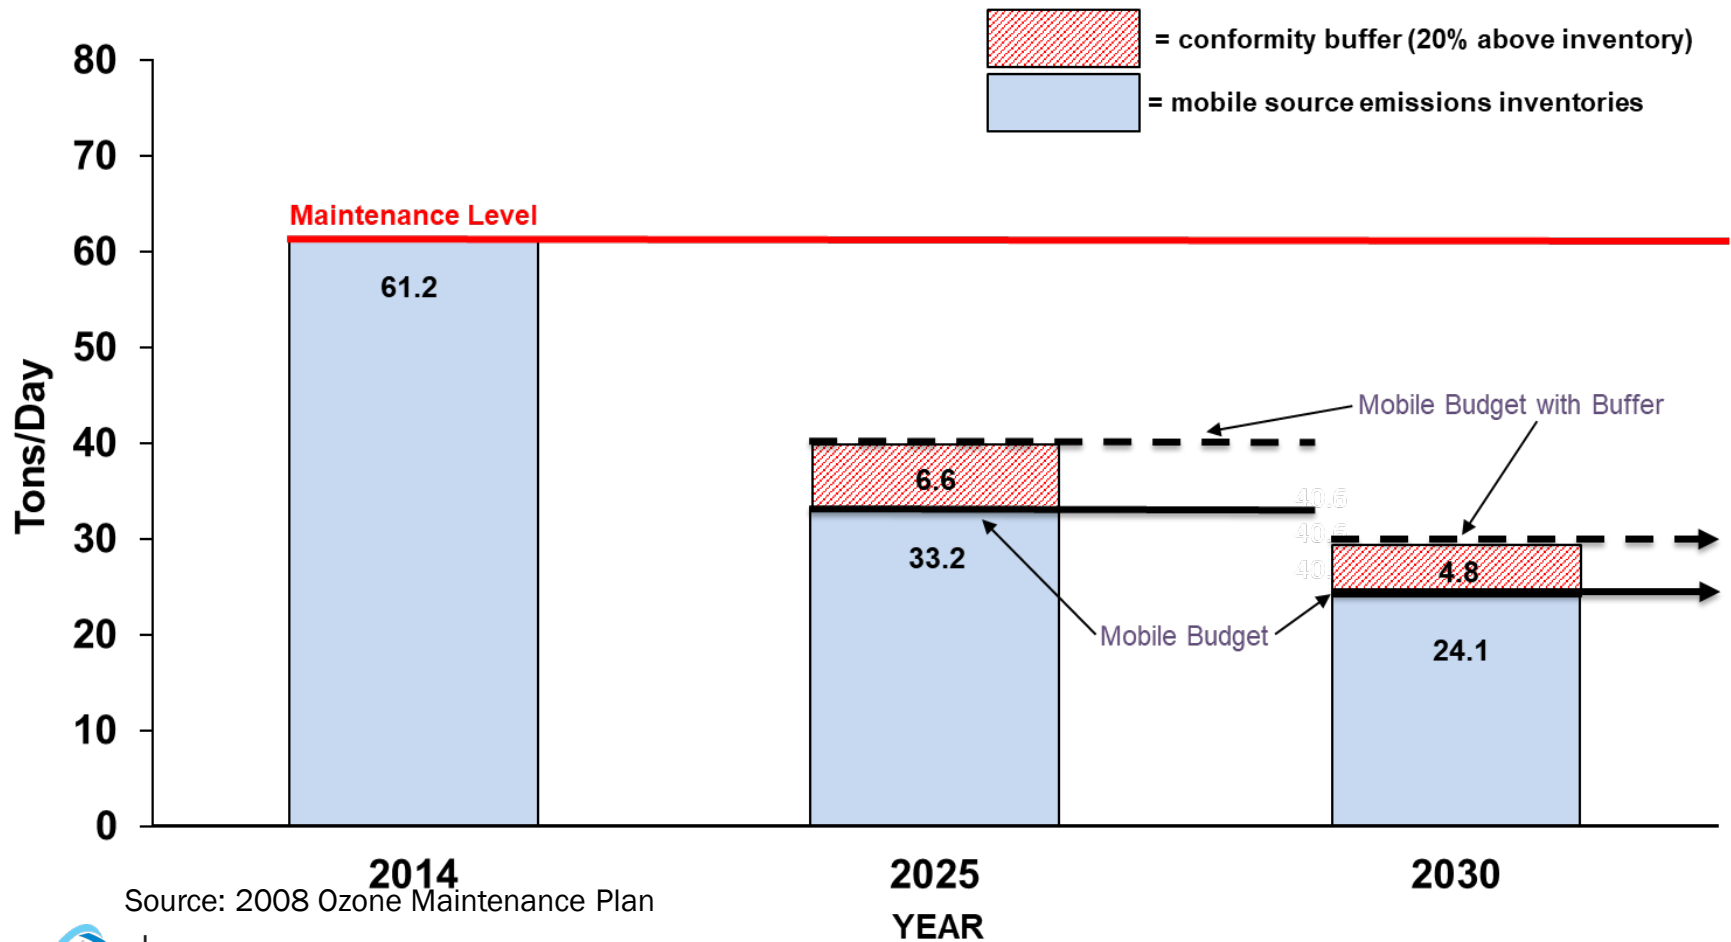 = conformity buffer (20% above inventory)
= mobile source emissions inventories
80
70
60
50
40
30
20
10
0
Tons/Day
Maintenance Level
61.2
6.6
33.2
4.8
24.1
Mobile Budget with Buffer
Mobile Budget
40.6
2014
2025
2030
YEAR
Source: 2008 Ozone Maintenance Plan